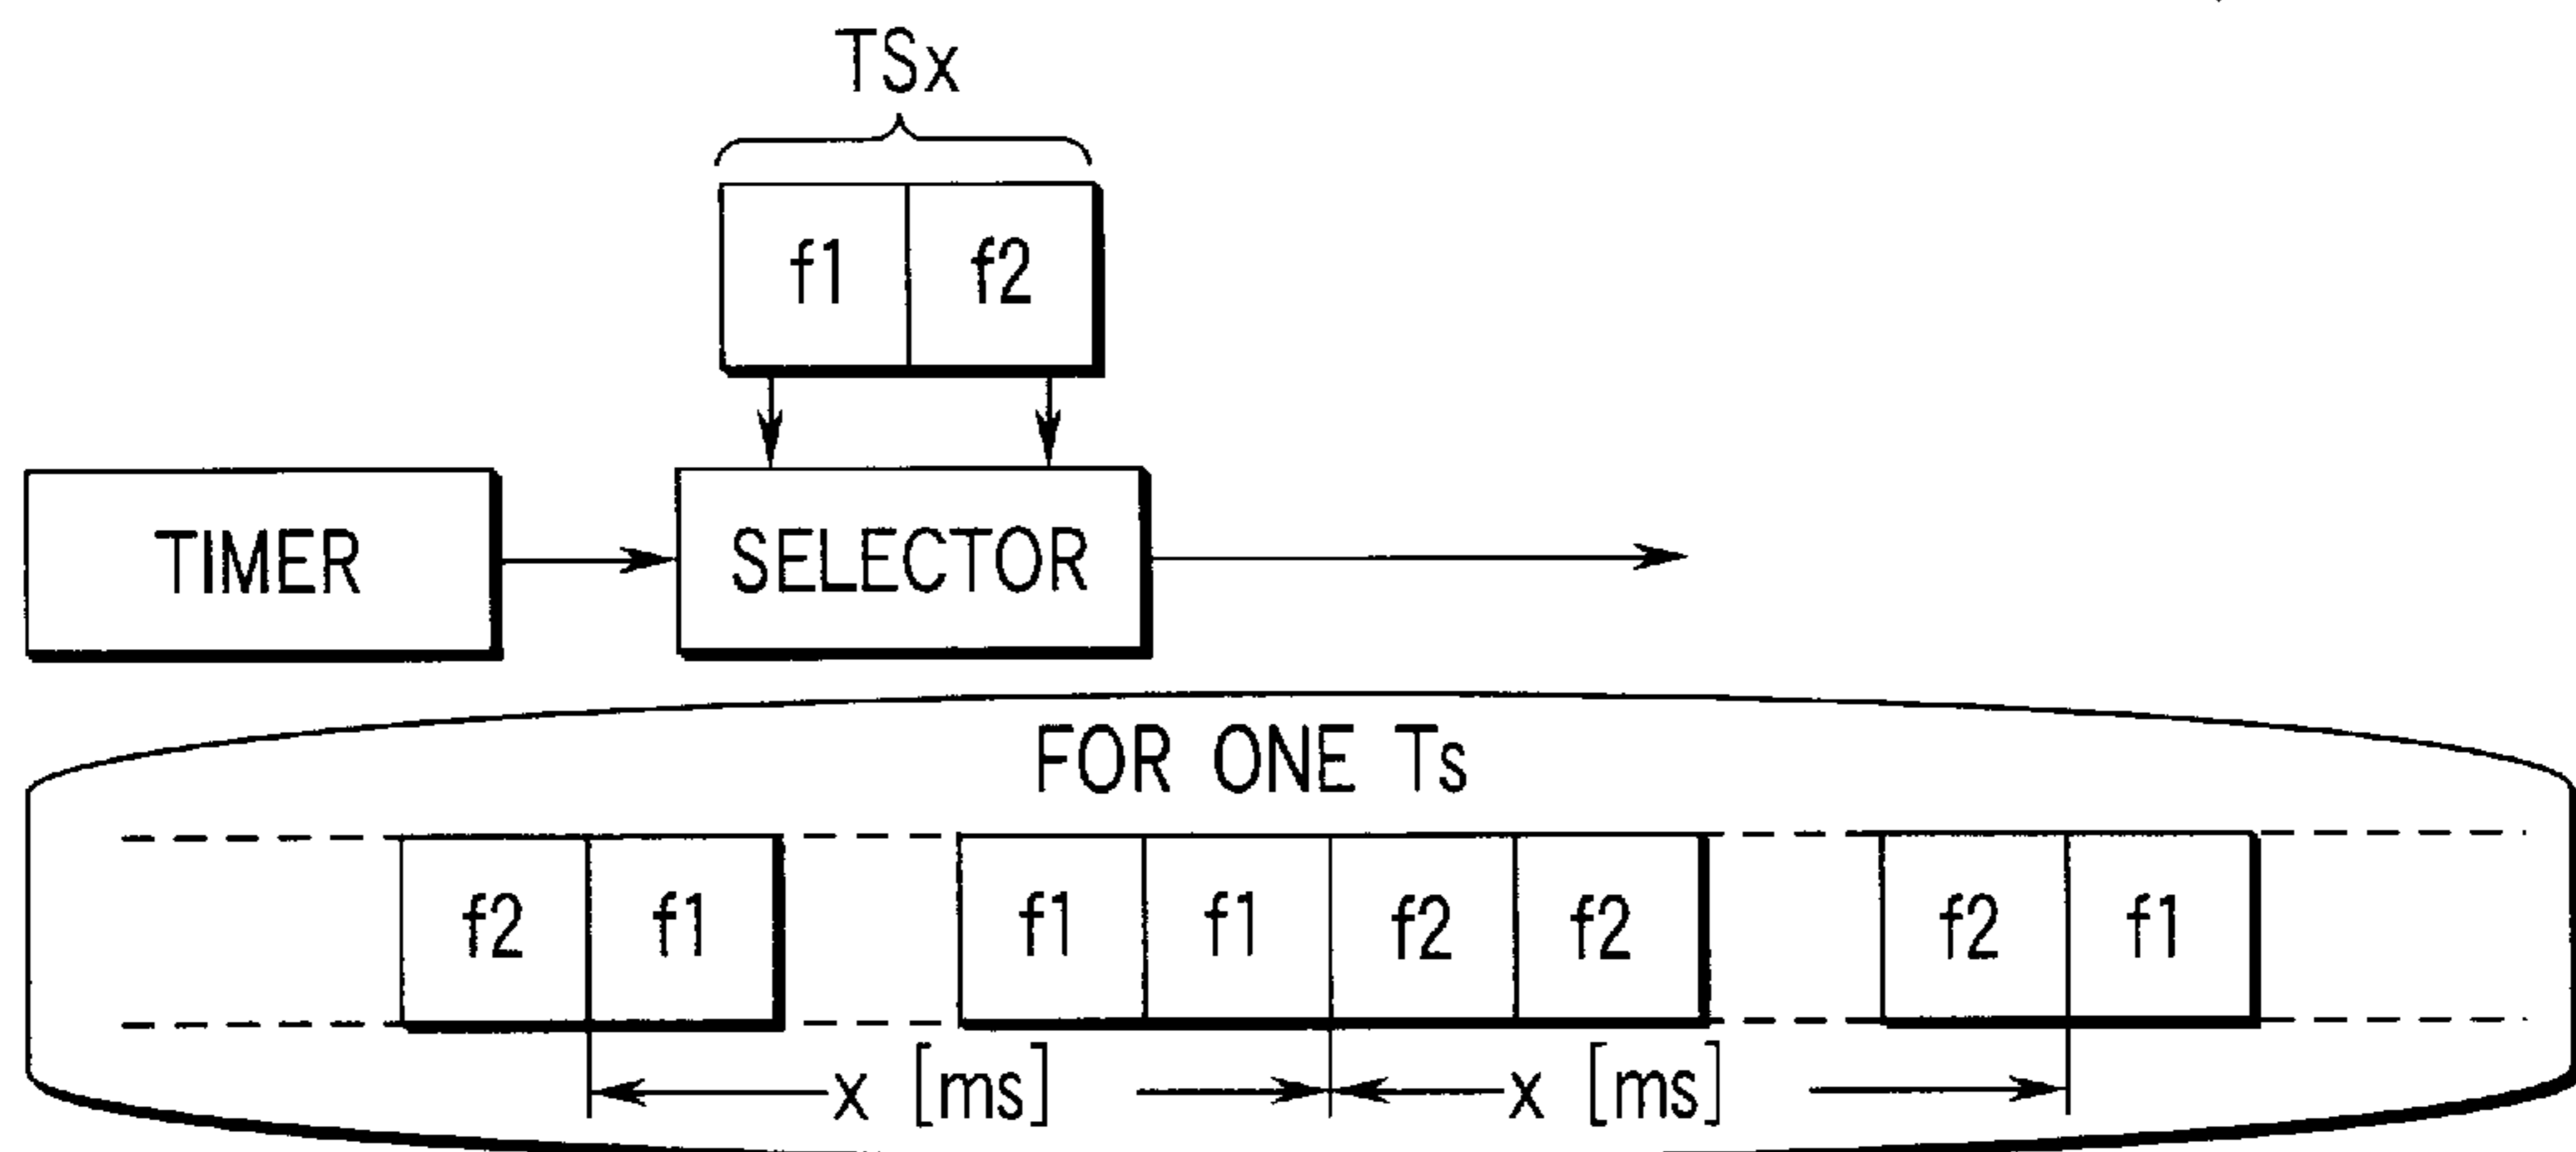 TSx
f1 f2
TIMER SELECTOR
FOR ONE Ts
f2 f1 f1 f1 f2 f2 f2 f1
x [ms] x [ms]